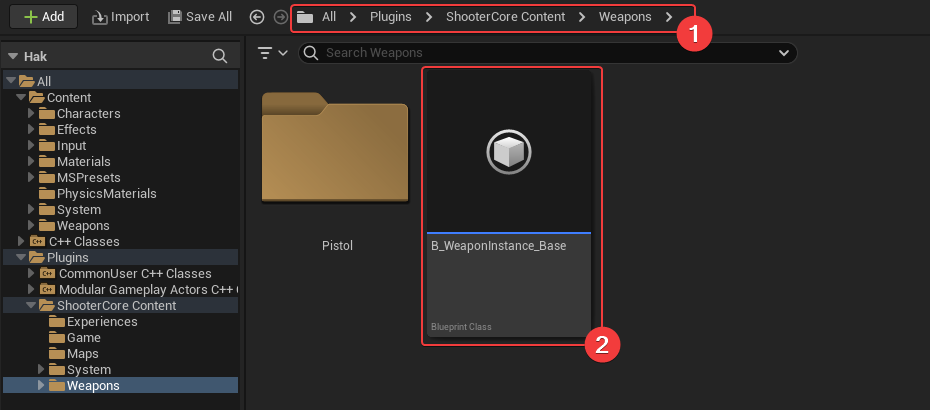 Add Import Save All All Plugins ShooterCore Content Weapons
1
Hak
Search Weapons
All
Content
Characters
Effects
Input
Materials
MSPresets
PhysicsMaterials
System
Weapons
C++ Classes
Plugins
CommonUser C++ Classes
Modular Gameplay Actors C++
ShooterCore Content
Experiences
Game
Maps
System
Weapons
Pistol
B_WeaponInstance_Base
Blueprint Class
2